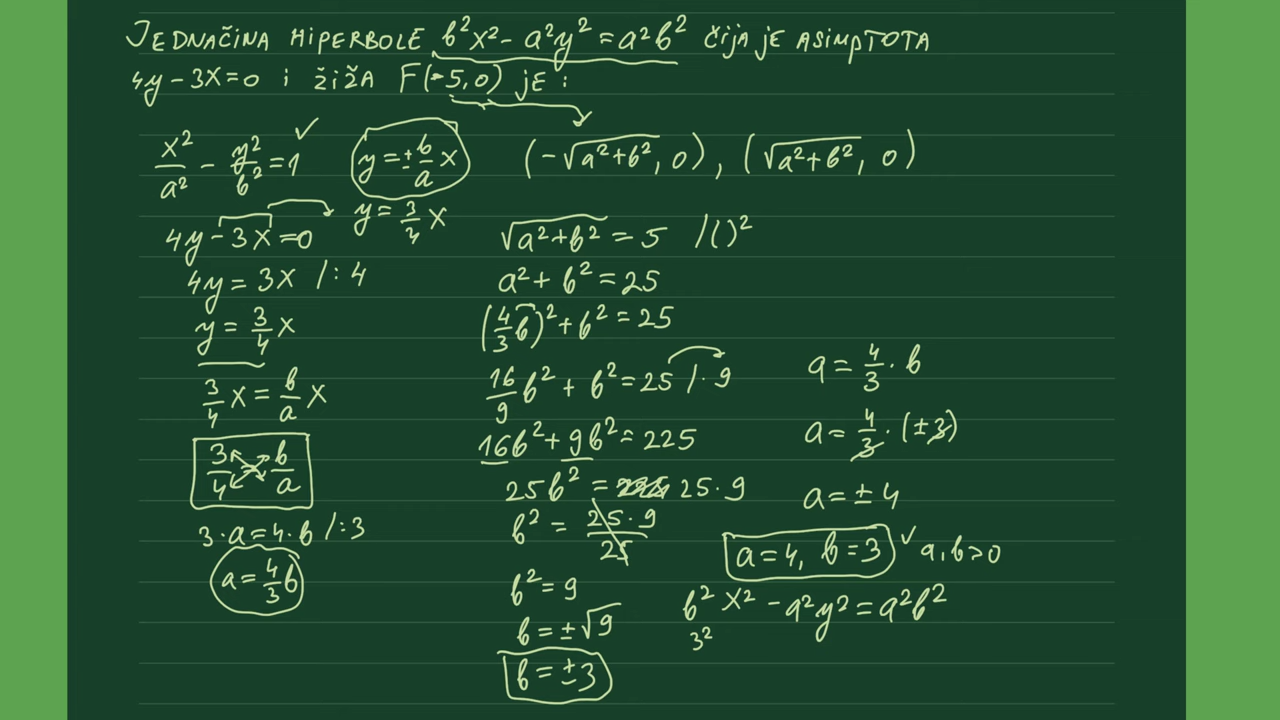 JEDNAČINA HIPERBOLE b²x² - a²y² = a²b² ČIJA JE ASIMPTOTA
4y - 3x = 0 i ŽIŽA F(-5,0) JE :
x²/a² - y²/b² = 1 ✓
y = ± b/a x
(-√(a²+b²), 0), (√(a²+b²), 0)
4y - 3x = 0
y = 3/4 x
4y = 3x /: 4
y = 3/4 x
3/4 x = b/a x
3/4 = b/a
3·a = 4·b /:3
a = 4/3 b
√(a²+b²) = 5 /()²
a² + b² = 25
(4/3 b)² + b² = 25
16/9 b² + b² = 25 /· 9
16b² + 9b² = 225
25b² = 25·9
b² = 25·9/25
b² = 9
b = ±√9
b = ±3
a = 4/3 · b
a = 4/3 · (±3)
a = ±4
a = 4, b = 3 ✓ a,b>0
b²x² - a²y² = a²b²
3²